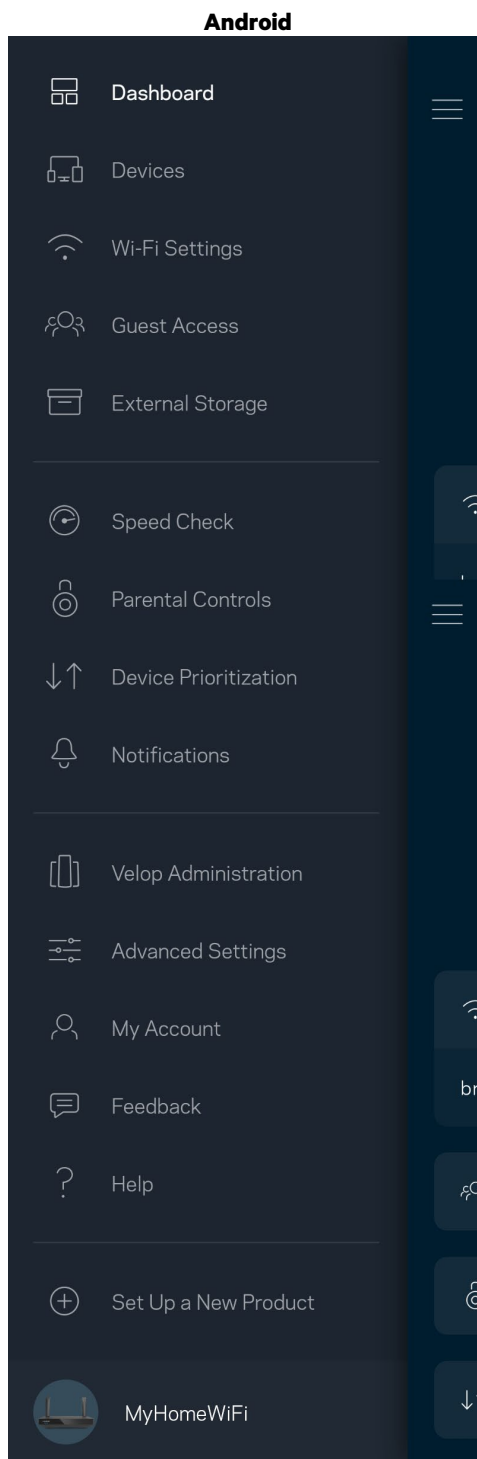 Android
Dashboard
Devices
Wi-Fi Settings
Guest Access
External Storage
Speed Check
Parental Controls
Device Prioritization
Notifications
Velop Administration
Advanced Settings
My Account
Feedback
Help
Set Up a New Product
MyHomeWiFi
br